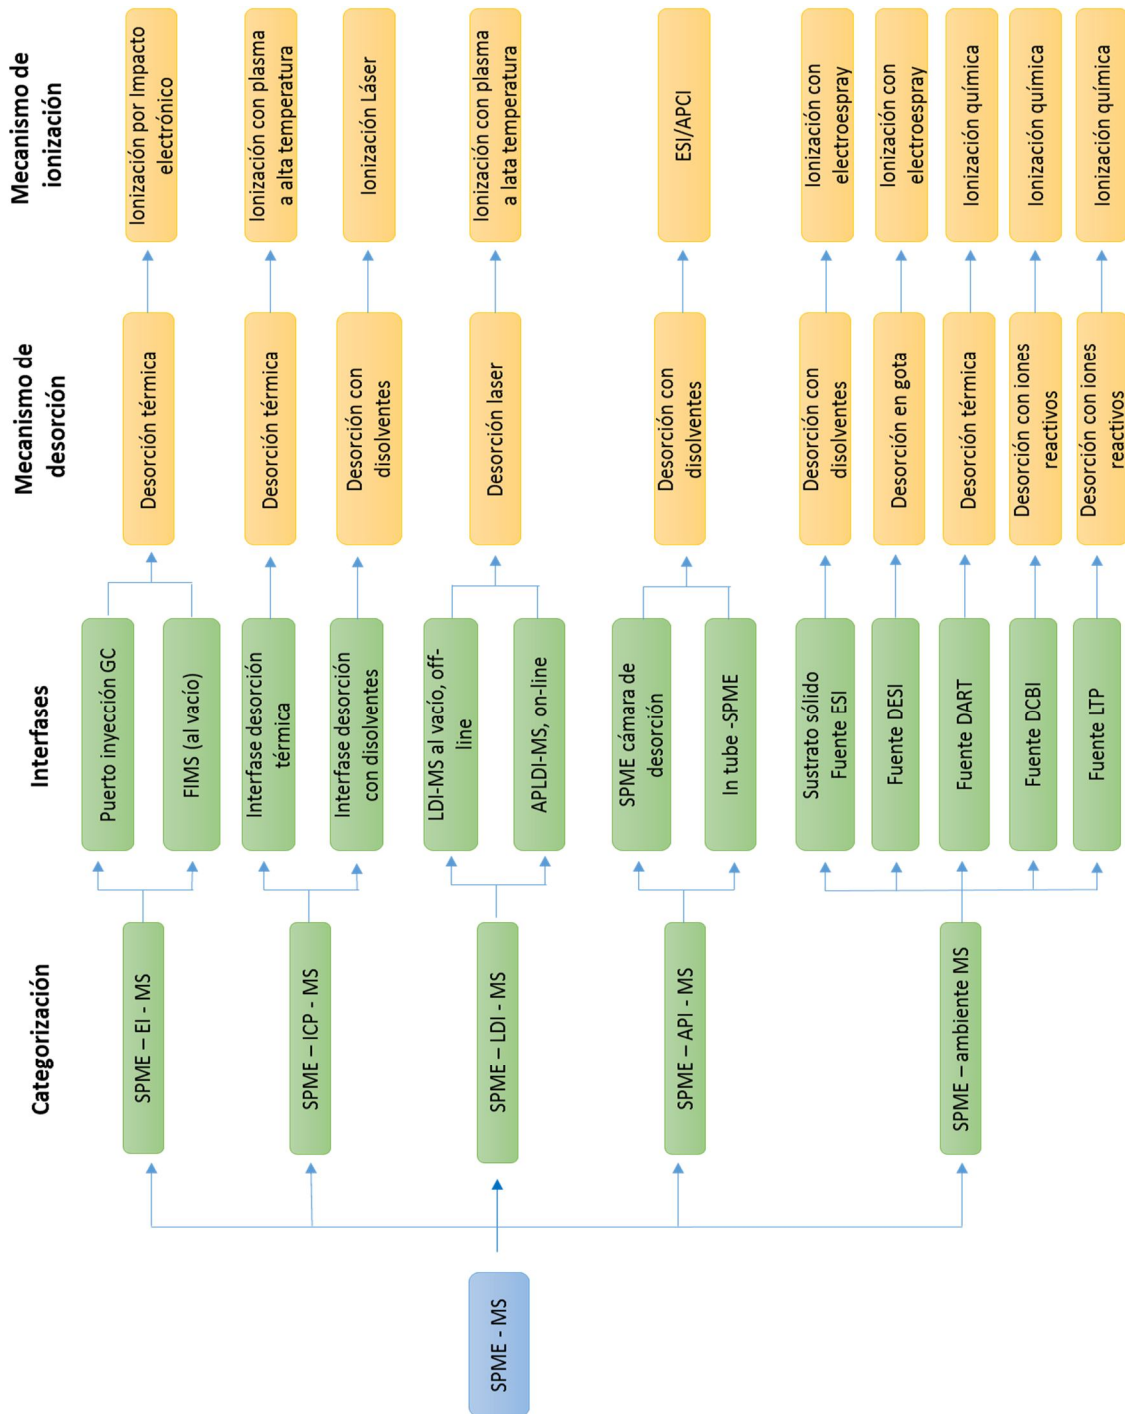 Categorización
Interfases
Mecanismo de
desorción
Mecanismo de
ionización
SPME - MS
SPME – EI - MS
Puerto inyección GC
FIMS (al vacío)
Desorción térmica
Ionización por Impacto
electrónico
SPME – ICP - MS
Interfase desorción
térmica
Desorción térmica
Ionización con plasma
a alta temperatura
Interfase desorción
con disolventes
Desorción con
disolventes
Ionización Láser
SPME – LDI - MS
LDI-MS al vacío, off-
line
APLDI-MS, on-line
Desorción laser
Ionización con plasma
a lata temperatura
SPME – API - MS
SPME cámara de
desorción
In tube -SPME
Desorción con
disolventes
ESI/APCI
SPME – ambiente MS
Sustrato sólido
Fuente ESI
Desorción con
disolventes
Ionización con
electroespray
Fuente DESI
Desorción en gota
Ionización con
electroespray
Fuente DART
Desorción térmica
Ionización química
Fuente DCBI
Desorción con iones
reactivos
Ionización química
Fuente LTP
Desorción con iones
reactivos
Ionización química